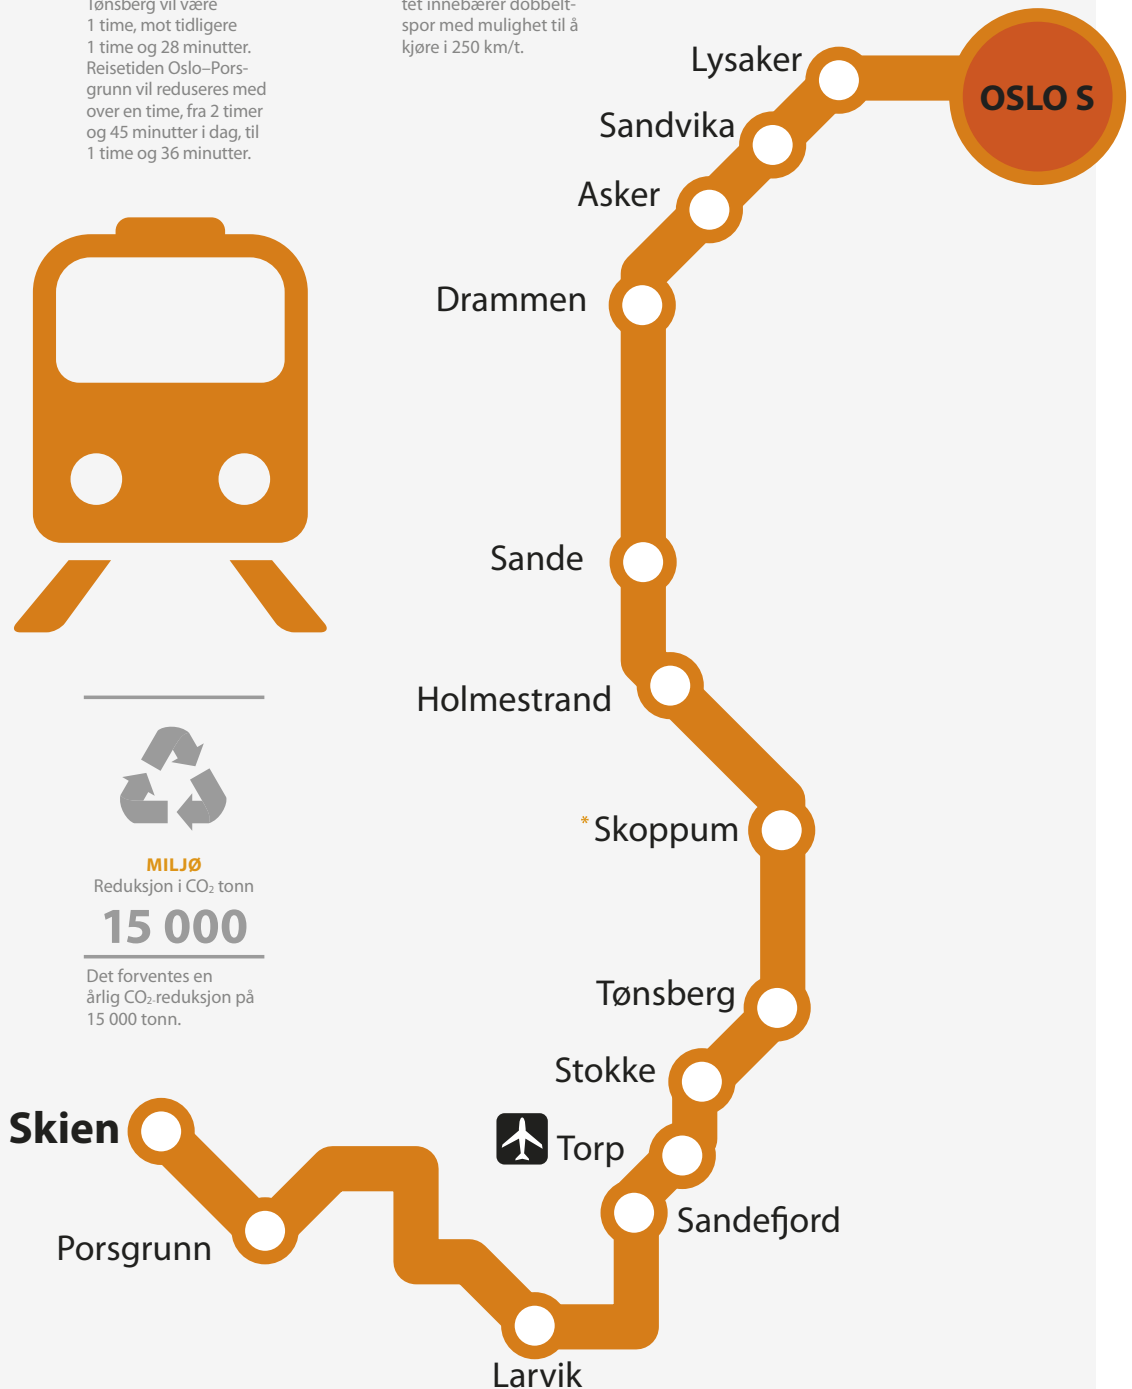 Tønsberg vil være
1 time, mot tidligere
1 time og 28 minutter.
Reisetiden Oslo–Pors-
grunn vil reduseres med
over en time, fra 2 timer
og 45 minutter i dag, til
1 time og 36 minutter.
tet innebærer dobbelt-
spor med mulighet til å
kjøre i 250 km/t.
Lysaker
OSLO S
Sandvika
Asker
Drammen
Sande
Holmestrand
*Skoppum
MILJØ
Reduksjon i CO₂ tonn
15 000
Det forventes en
årlig CO₂-reduksjon på
15 000 tonn.
Tønsberg
Stokke
Skien
Torp
Sandefjord
Porsgrunn
Larvik